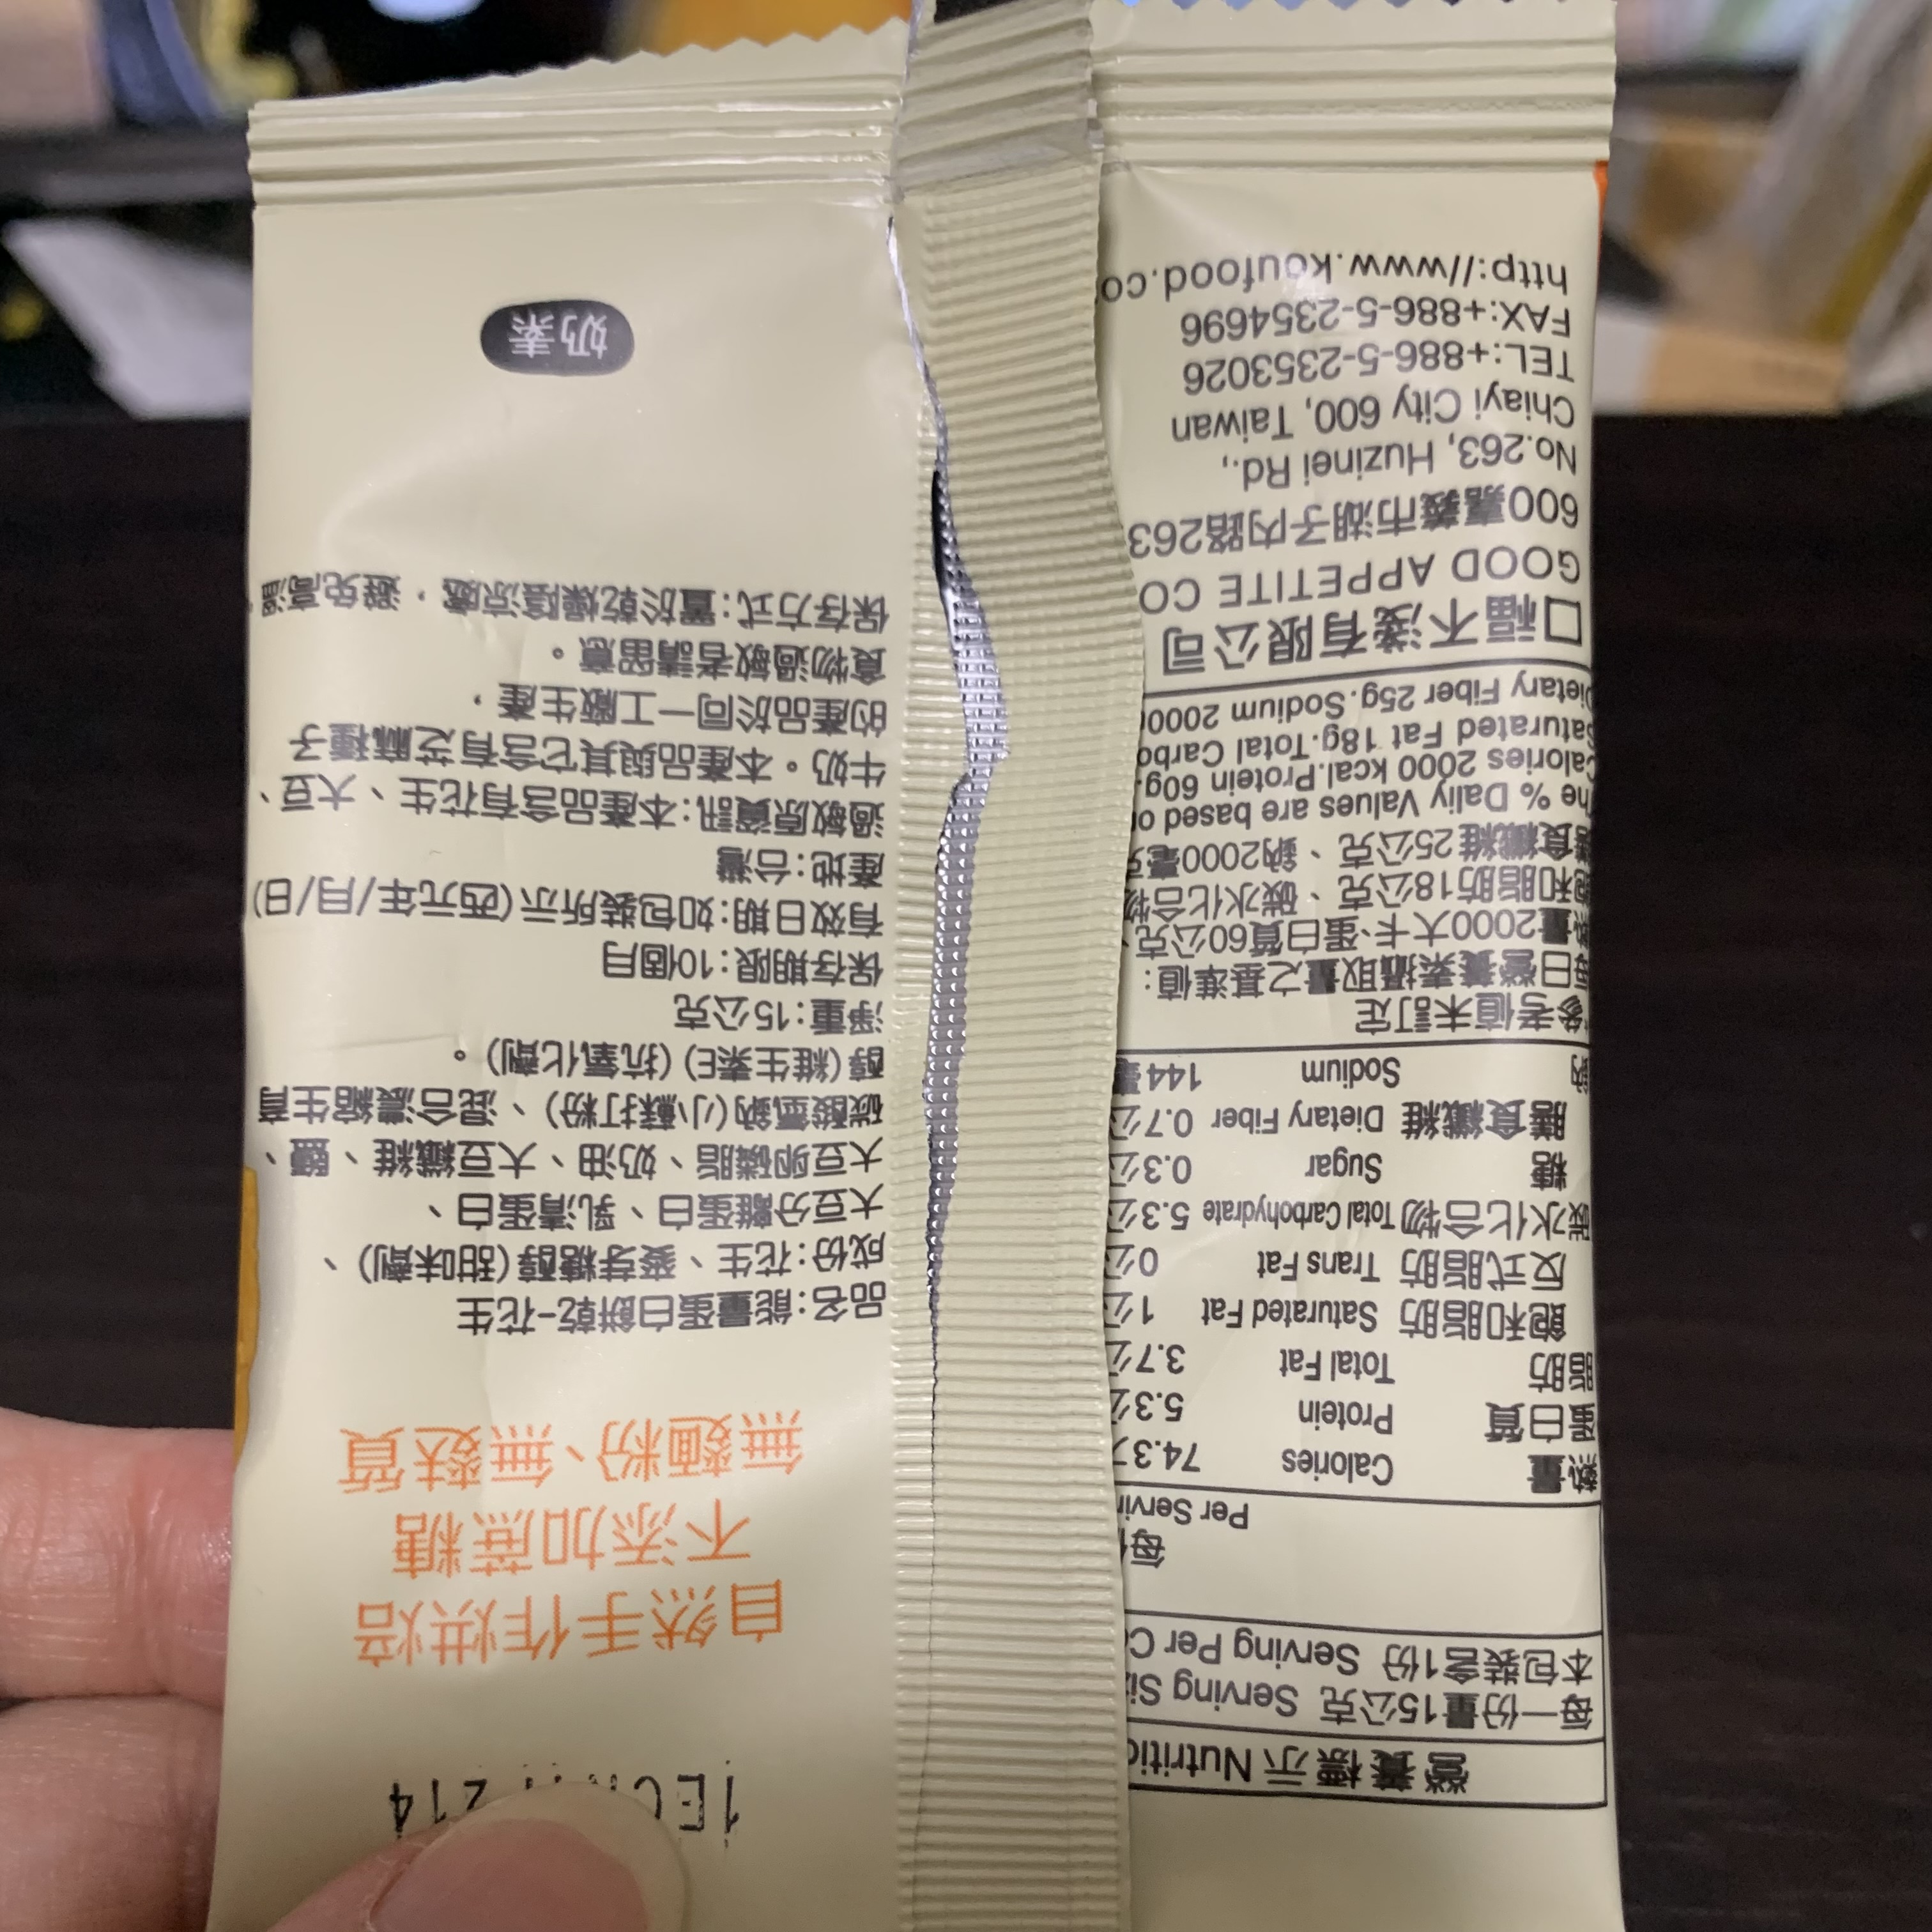 自然手作烘焙
不添加蔗糖
無麵粉、無麩質
品名:能量蛋白餅乾-花生
成份:花生、麥芽糖醇(甜味劑)、
大豆分離蛋白、乳清蛋白、
大豆卵磷脂、奶油、大豆纖維、鹽、
碳酸氫鈉(小蘇打粉)、混合濃縮生育
醇(維生素E)(抗氧化劑)。
淨重:15公克
保存期限:10個月
有效日期:如包裝所示(西元年/月/日)
產地:台灣
過敏原資訊:本產品含有花生、大豆、
牛奶。本產品與其它含有芝麻種子
的產品於同一工廠生產,
食物過敏者請留意。
保存方式:置於乾燥陰涼處,避免高溫
奶素
營養標示 Nutritio
每一份量15公克 Serving Siz
本包裝含1份 Serving Per Co
每
Per Servin
熱量 Calories 74.3
蛋白質 Protein 5.3公
脂肪 Total Fat 3.7公
飽和脂肪 Saturated Fat 1公
反式脂肪 Trans Fat 0公
碳水化合物 Total Carbohydrate 5.3公
糖 Sugar 0.3公
膳食纖維 Dietary Fiber 0.7公
鈉 Sodium 144毫
參考值未訂定
每日營養素攝取量之基準值:
熱量2000大卡、蛋白質60公克、
飽和脂肪18公克、碳水化合物
膳食纖維25公克、鈉2000毫克
he % Daliy Values are based on
Calories 2000 kcal.Protein 60g.
Saturated Fat 18g.Total Carbo
Dietary Fiber 25g.Sodium 2000
口福不淺有限公司
GOOD APPETITE CO
600嘉義市湖子內路263
No.263, Huzinei Rd.,
Chiayi City 600, Taiwan
TEL:+886-5-2353026
FAX:+886-5-2354696
http://www.koufood.co